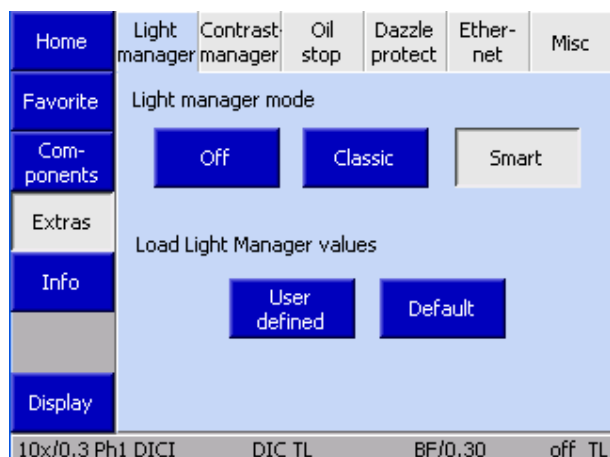 Home
Light manager
Contrast-manager
Oil stop
Dazzle protect
Ether-net
Misc
Favorite
Com-ponents
Extras
Info
Display
Light manager mode
Off
Classic
Smart
Load Light Manager values
User defined
Default
10x/0.3 Ph1 DICI DIC TL BF/0.30 off TL